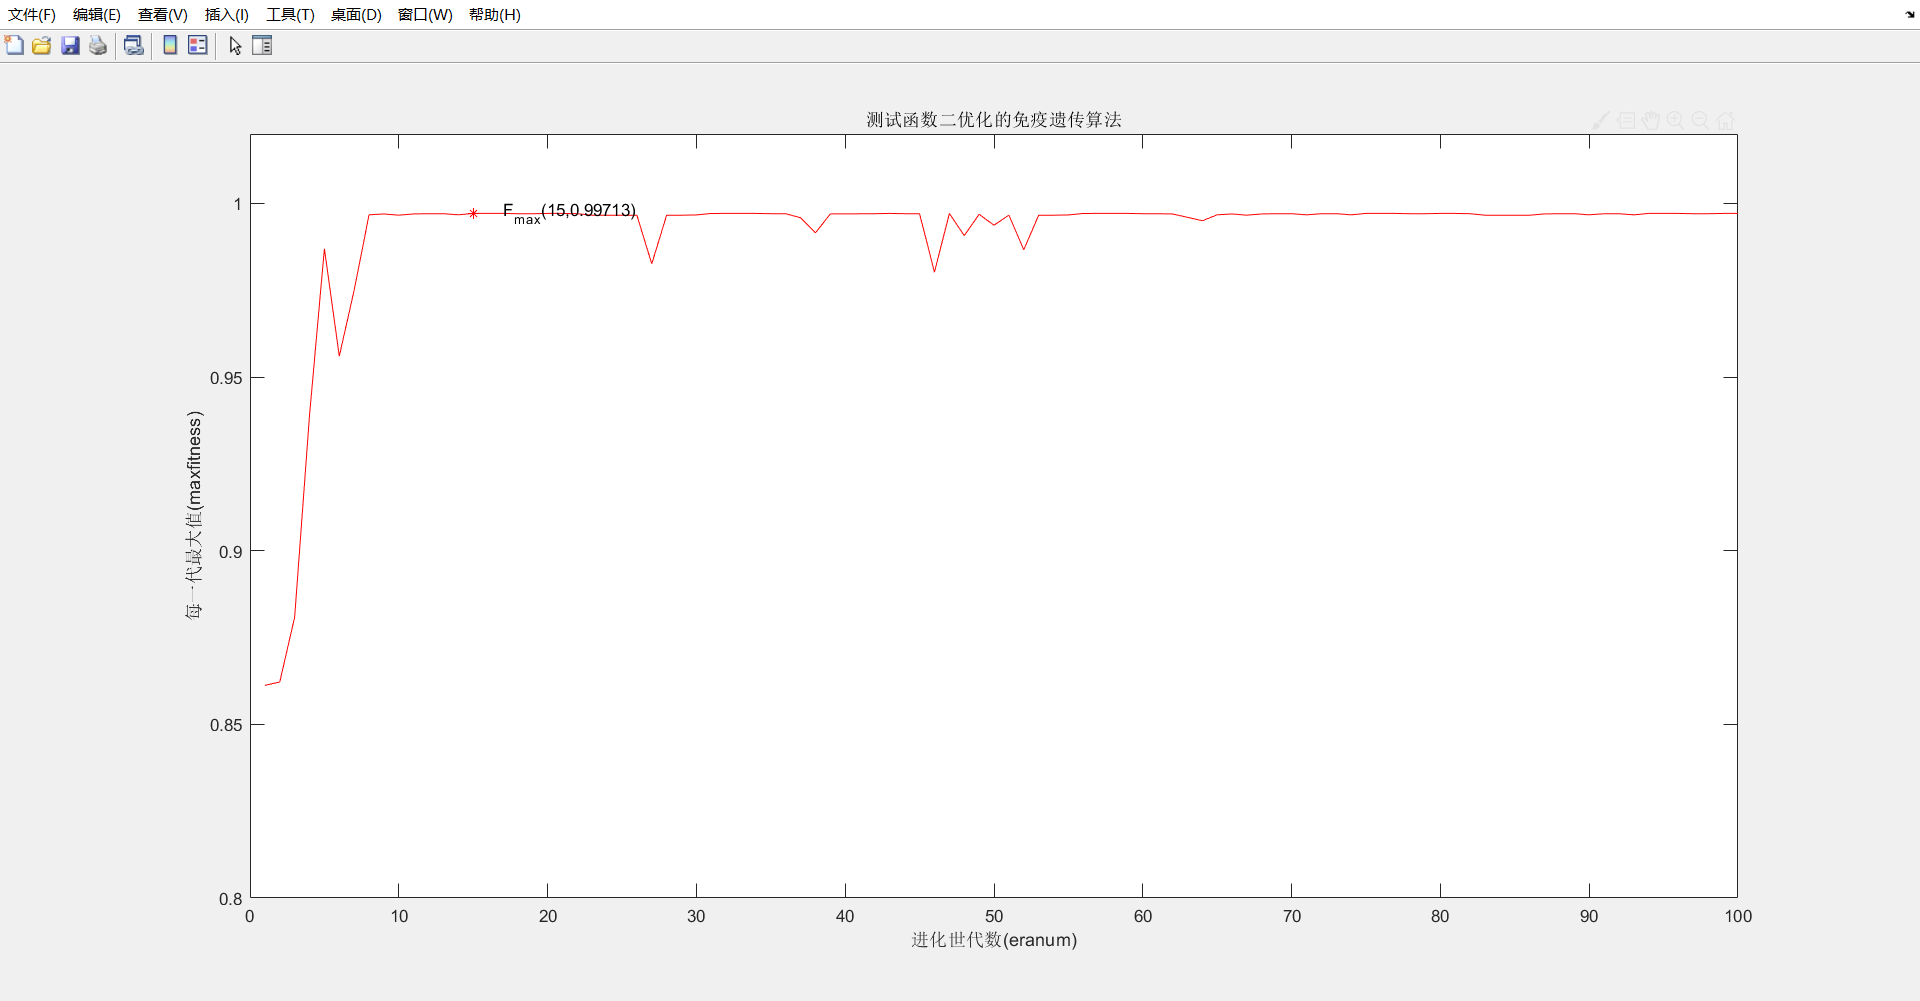 文件(F) 编辑(E) 查看(V) 插入(I) 工具(T) 桌面(D) 窗口(W) 帮助(H)
测试函数二优化的免疫遗传算法
F_max(15,0.99713)
1
0.95
0.9
0.85
0.8
每一代最大值(maxfitness)
0 10 20 30 40 50 60 70 80 90 100
进化世代数(eranum)